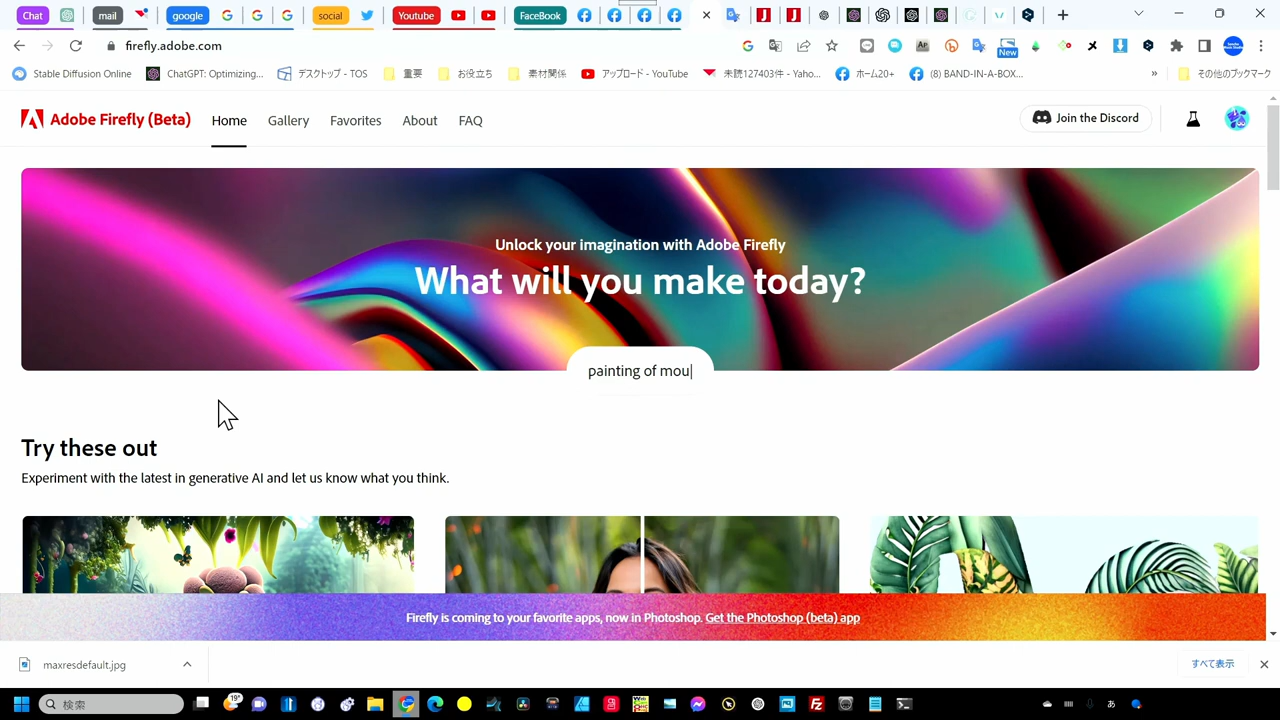 Chat
mail
google
social
Youtube
FaceBook
firefly.adobe.com
New
Stable Diffusion Online
ChatGPT: Optimizing...
デスクトップ - TOS
重要
お役立ち
素材関係
アップロード - YouTube
未読127403件 - Yaho...
ホーム20+
(8) BAND-IN-A-BOX...
»
その他のブックマーク
Adobe Firefly (Beta)
Home
Gallery
Favorites
About
FAQ
Join the Discord
Unlock your imagination with Adobe Firefly
What will you make today?
painting of mou
Try these out
Experiment with the latest in generative AI and let us know what you think.
Firefly is coming to your favorite apps, now in Photoshop. Get the Photoshop (beta) app
maxresdefault.jpg
すべて表示
検索
19°
あ